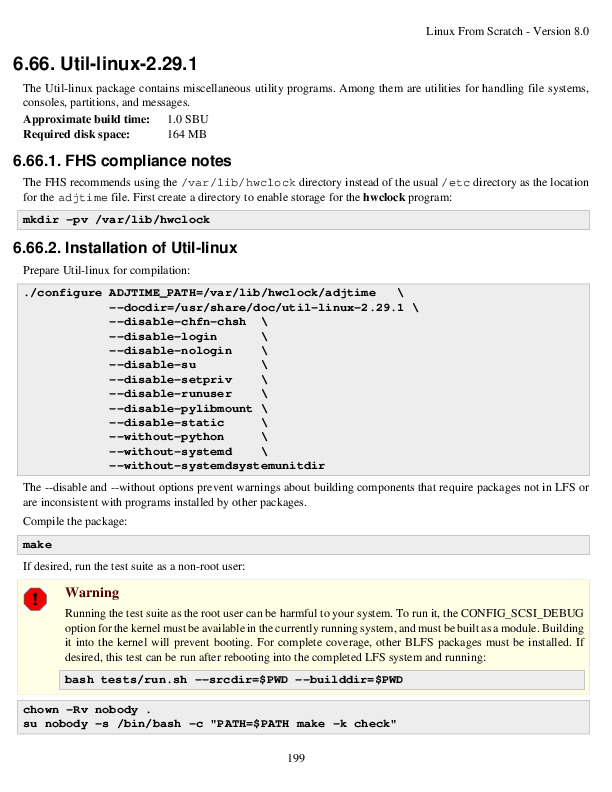 Linux From Scratch - Version 8.0
6.66. Util-linux-2.29.1
The Util-linux package contains miscellaneous utility programs. Among them are utilities for handling file systems,
consoles, partitions, and messages.
Approximate build time: 1.0 SBU
Required disk space: 164 MB
6.66.1. FHS compliance notes
The FHS recommends using the /var/lib/hwclock directory instead of the usual /etc directory as the location
for the adjtime file. First create a directory to enable storage for the hwclock program:
mkdir -pv /var/lib/hwclock
6.66.2. Installation of Util-linux
Prepare Util-linux for compilation:
./configure ADJTIME_PATH=/var/lib/hwclock/adjtime \
--docdir=/usr/share/doc/util-linux-2.29.1 \
--disable-chfn-chsh \
--disable-login \
--disable-nologin \
--disable-su \
--disable-setpriv \
--disable-runuser \
--disable-pylibmount \
--disable-static \
--without-python \
--without-systemd \
--without-systemdsystemunitdir
The --disable and --without options prevent warnings about building components that require packages not in LFS or
are inconsistent with programs installed by other packages.
Compile the package:
make
If desired, run the test suite as a non-root user:
Warning
Running the test suite as the root user can be harmful to your system. To run it, the CONFIG_SCSI_DEBUG
option for the kernel must be available in the currently running system, and must be built as a module. Building
it into the kernel will prevent booting. For complete coverage, other BLFS packages must be installed. If
desired, this test can be run after rebooting into the completed LFS system and running:
bash tests/run.sh --srcdir=$PWD --builddir=$PWD
chown -Rv nobody .
su nobody -s /bin/bash -c "PATH=$PATH make -k check"
199